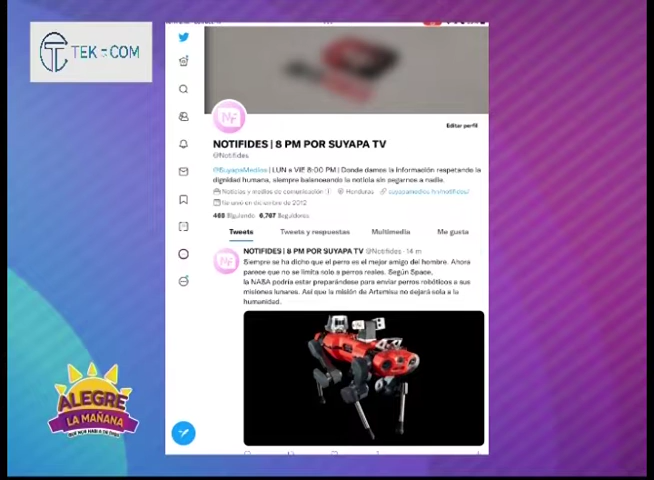 TEK-COM
NF
Editar perfil
NOTIFIDES | 8 PM POR SUYAPA TV
@Notifides
@SuyapaMedios | LUN a VIE 8:00 PM | Donde damos la información respetando la
dignidad humana, siempre balanceando la noticia sin pegarnos a nadie.
Noticias y medios de comunicación Honduras suyapamedios.hn/notifides/
Se unió en diciembre de 2012
468 Siguiendo 6,787 Seguidores
Tweets Tweets y respuestas Multimedia Me gusta
NOTIFIDES | 8 PM POR SUYAPA TV @Notifides · 14 m
Siempre se ha dicho que el perro es el mejor amigo del hombre. Ahora
parece que no se limita solo a perros reales. Según Space,
la NASA podría estar preparándose para enviar perros robóticos a sus
misiones lunares. Así que la misión de Artemisa no dejará sola a la
humanidad.
ALEGRE
LA MAÑANA